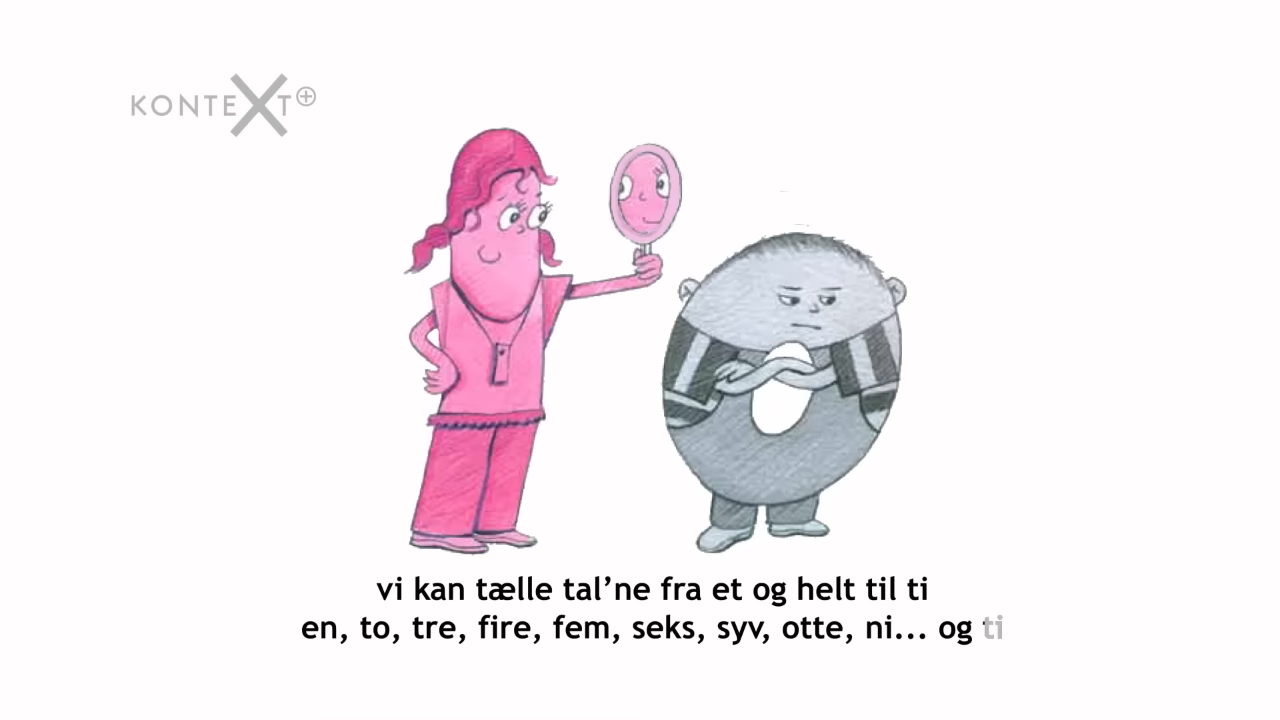 KONTEXT+
vi kan tælle tal’ne fra et og helt til ti
en, to, tre, fire, fem, seks, syv, otte, ni... og ti